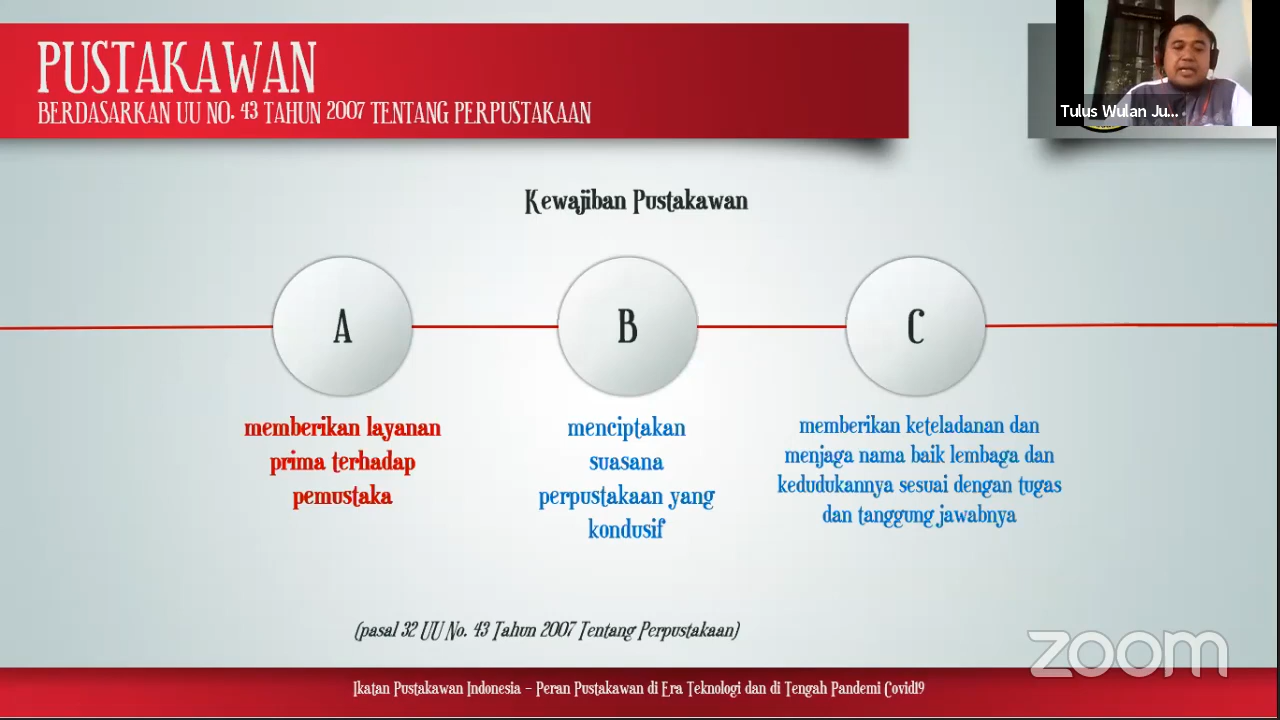 PUSTAKAWAN
BERDASARKAN UU NO. 43 TAHUN 2007 TENTANG PERPUSTAKAAN
Tulus Wulan Ju...
Kewajiban Pustakawan
A
B
C
memberikan layanan
prima terhadap
pemustaka
menciptakan
suasana
perpustakaan yang
kondusif
memberikan keteladanan dan
menjaga nama baik lembaga dan
kedudukannya sesuai dengan tugas
dan tanggung jawabnya
(pasal 32 UU No. 43 Tahun 2007 Tentang Perpustakaan)
zoom
Ikatan Pustakawan Indonesia - Peran Pustakawan di Era Teknologi dan di Tengah Pandemi Covid19